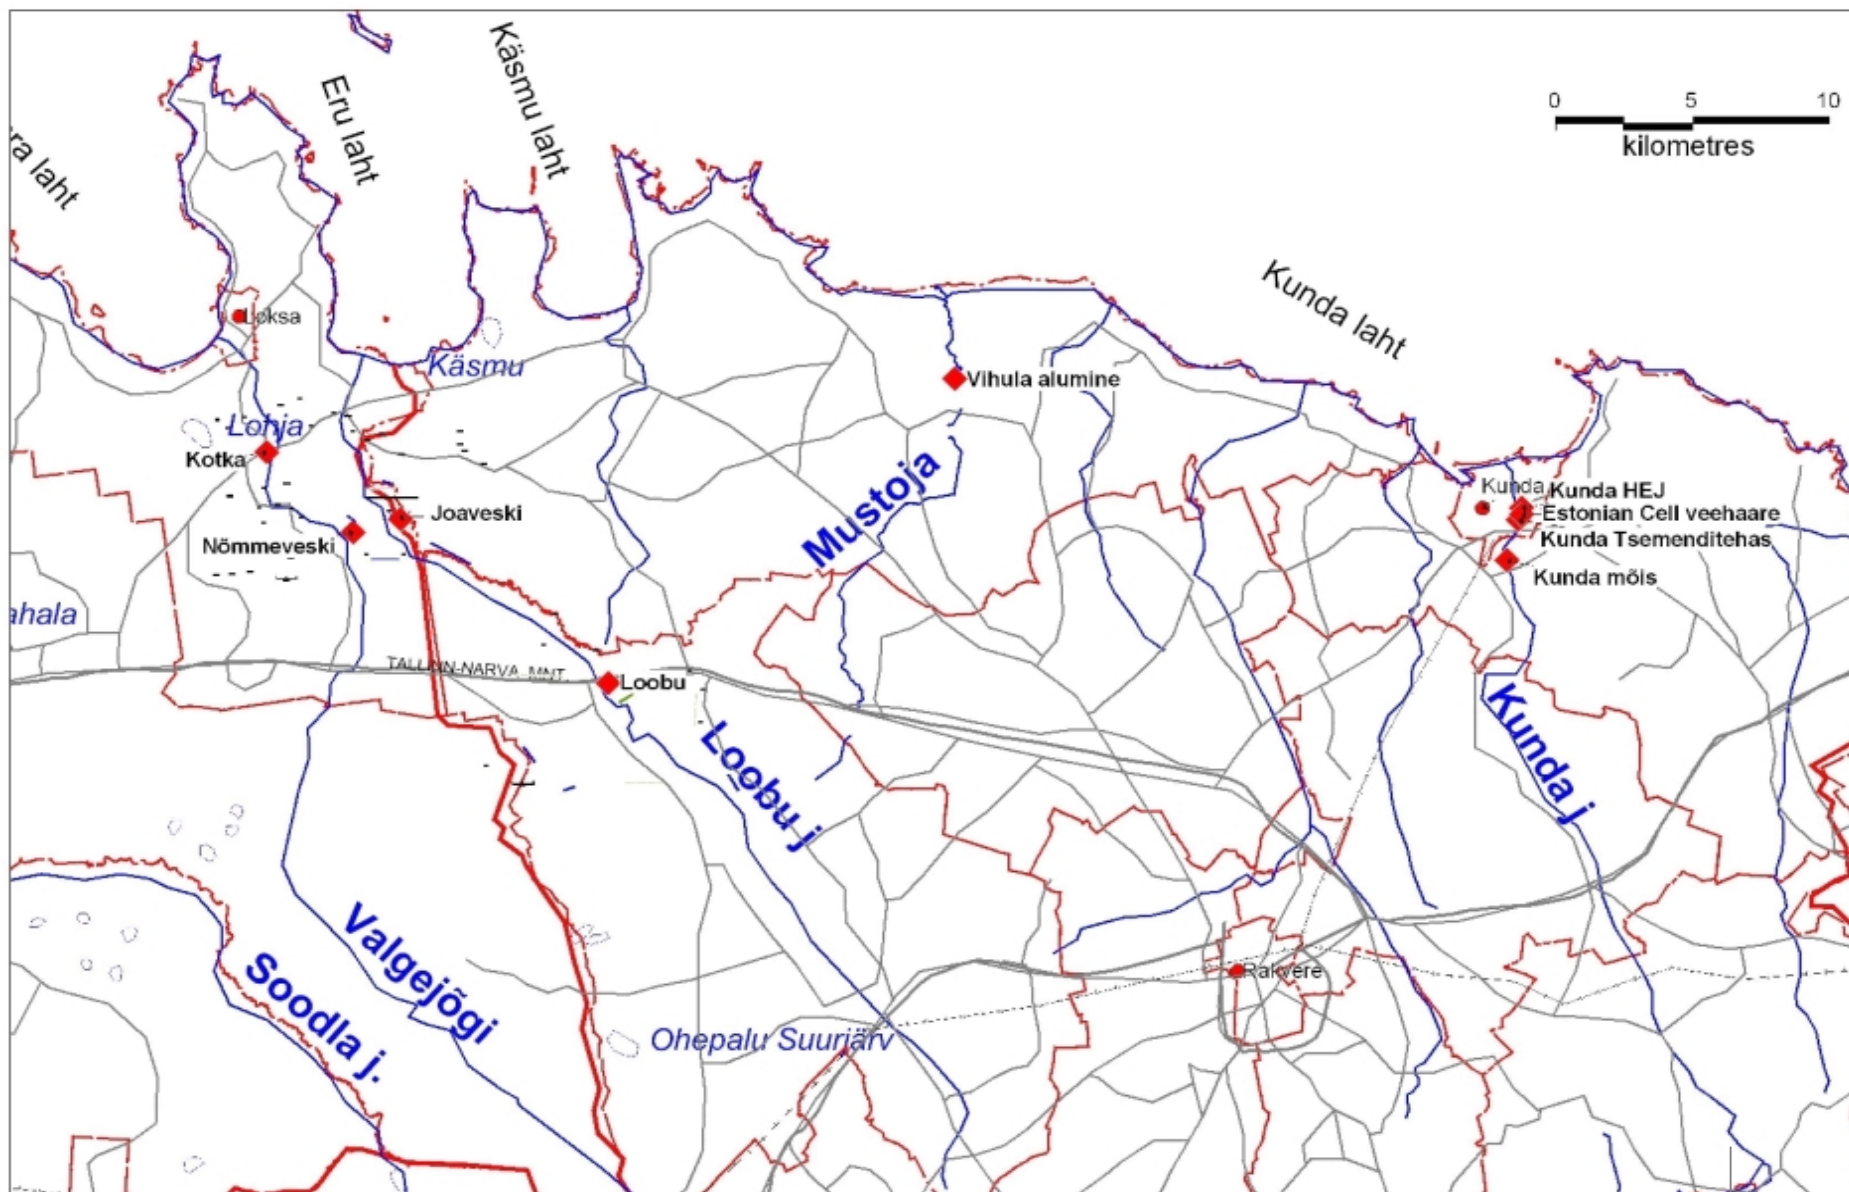 Käsmu laht
Eru laht
0 5 10
kilometres
laht
Kunda laht
Loksa
Käsmu
Vihula alumine
Lohja
Kotka
Mustoja
Kunda
Kunda HEJ
Joaveski
Estonian Cell veehaare
Nõmmeveski
Kunda Tsemenditehas
Kunda mõis
ahala
TALLINN-NARVA MNT.
Loobu
Kunda j
Loobu j
Valgejõgi
Soodla j.
Rakvere
Ohepalu Suurjärv